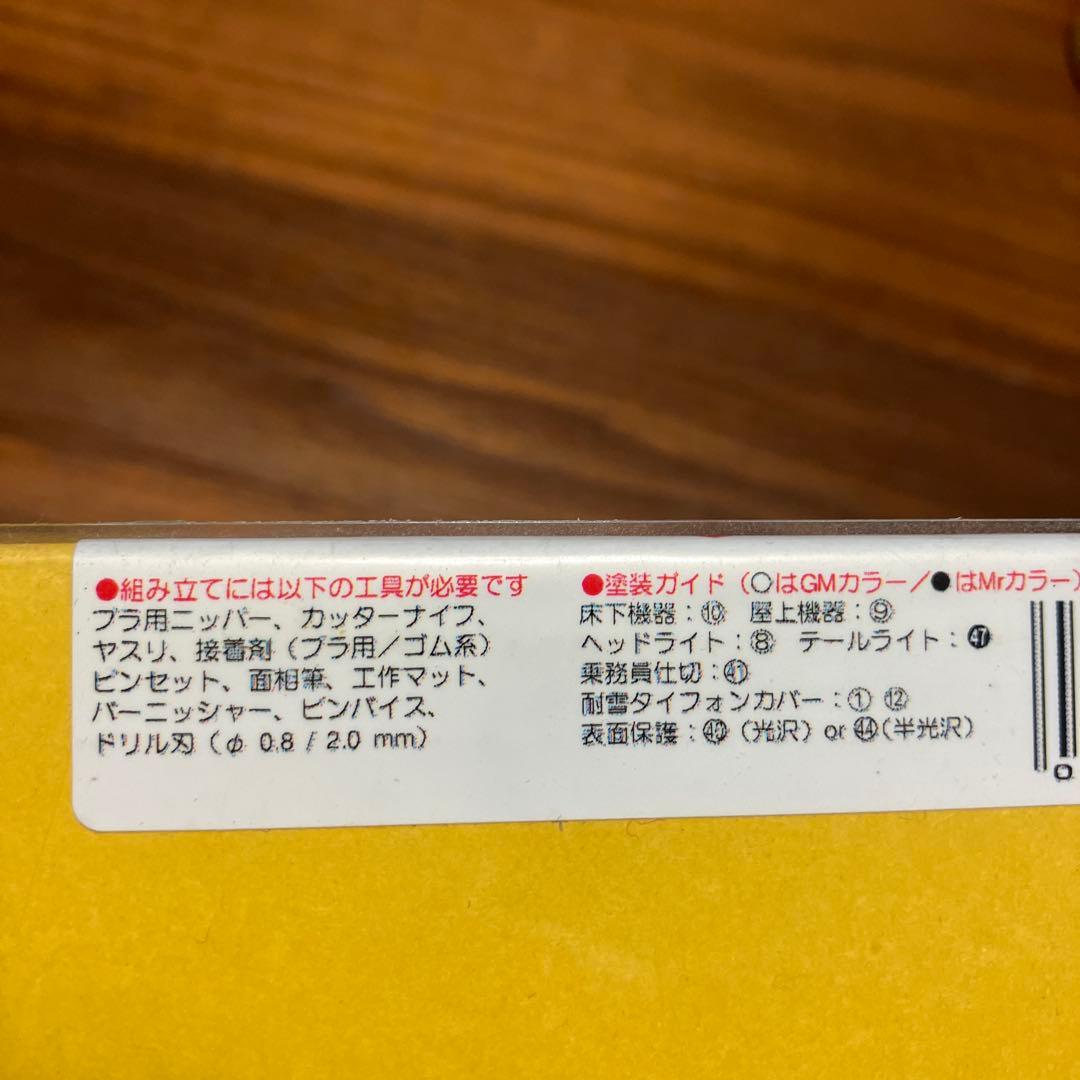 ●組み立てには以下の工具が必要です
プラ用ニッパー、カッターナイフ、
ヤスリ、接着剤（プラ用／ゴム系）
ピンセット、面相筆、工作マット、
バーニッシャー、ピンバイス、
ドリル刃（φ 0.8 / 2.0 mm）
●塗装ガイド（○はGMカラー／●はMrカラー）
床下機器：⑩ 屋上機器：⑨
ヘッドライト：⑧ テールライト：㊼
乗務員仕切：㊶
耐雪タイフォンカバー：① ⑫
表面保護：（光沢）or ㊹（半光沢）
0